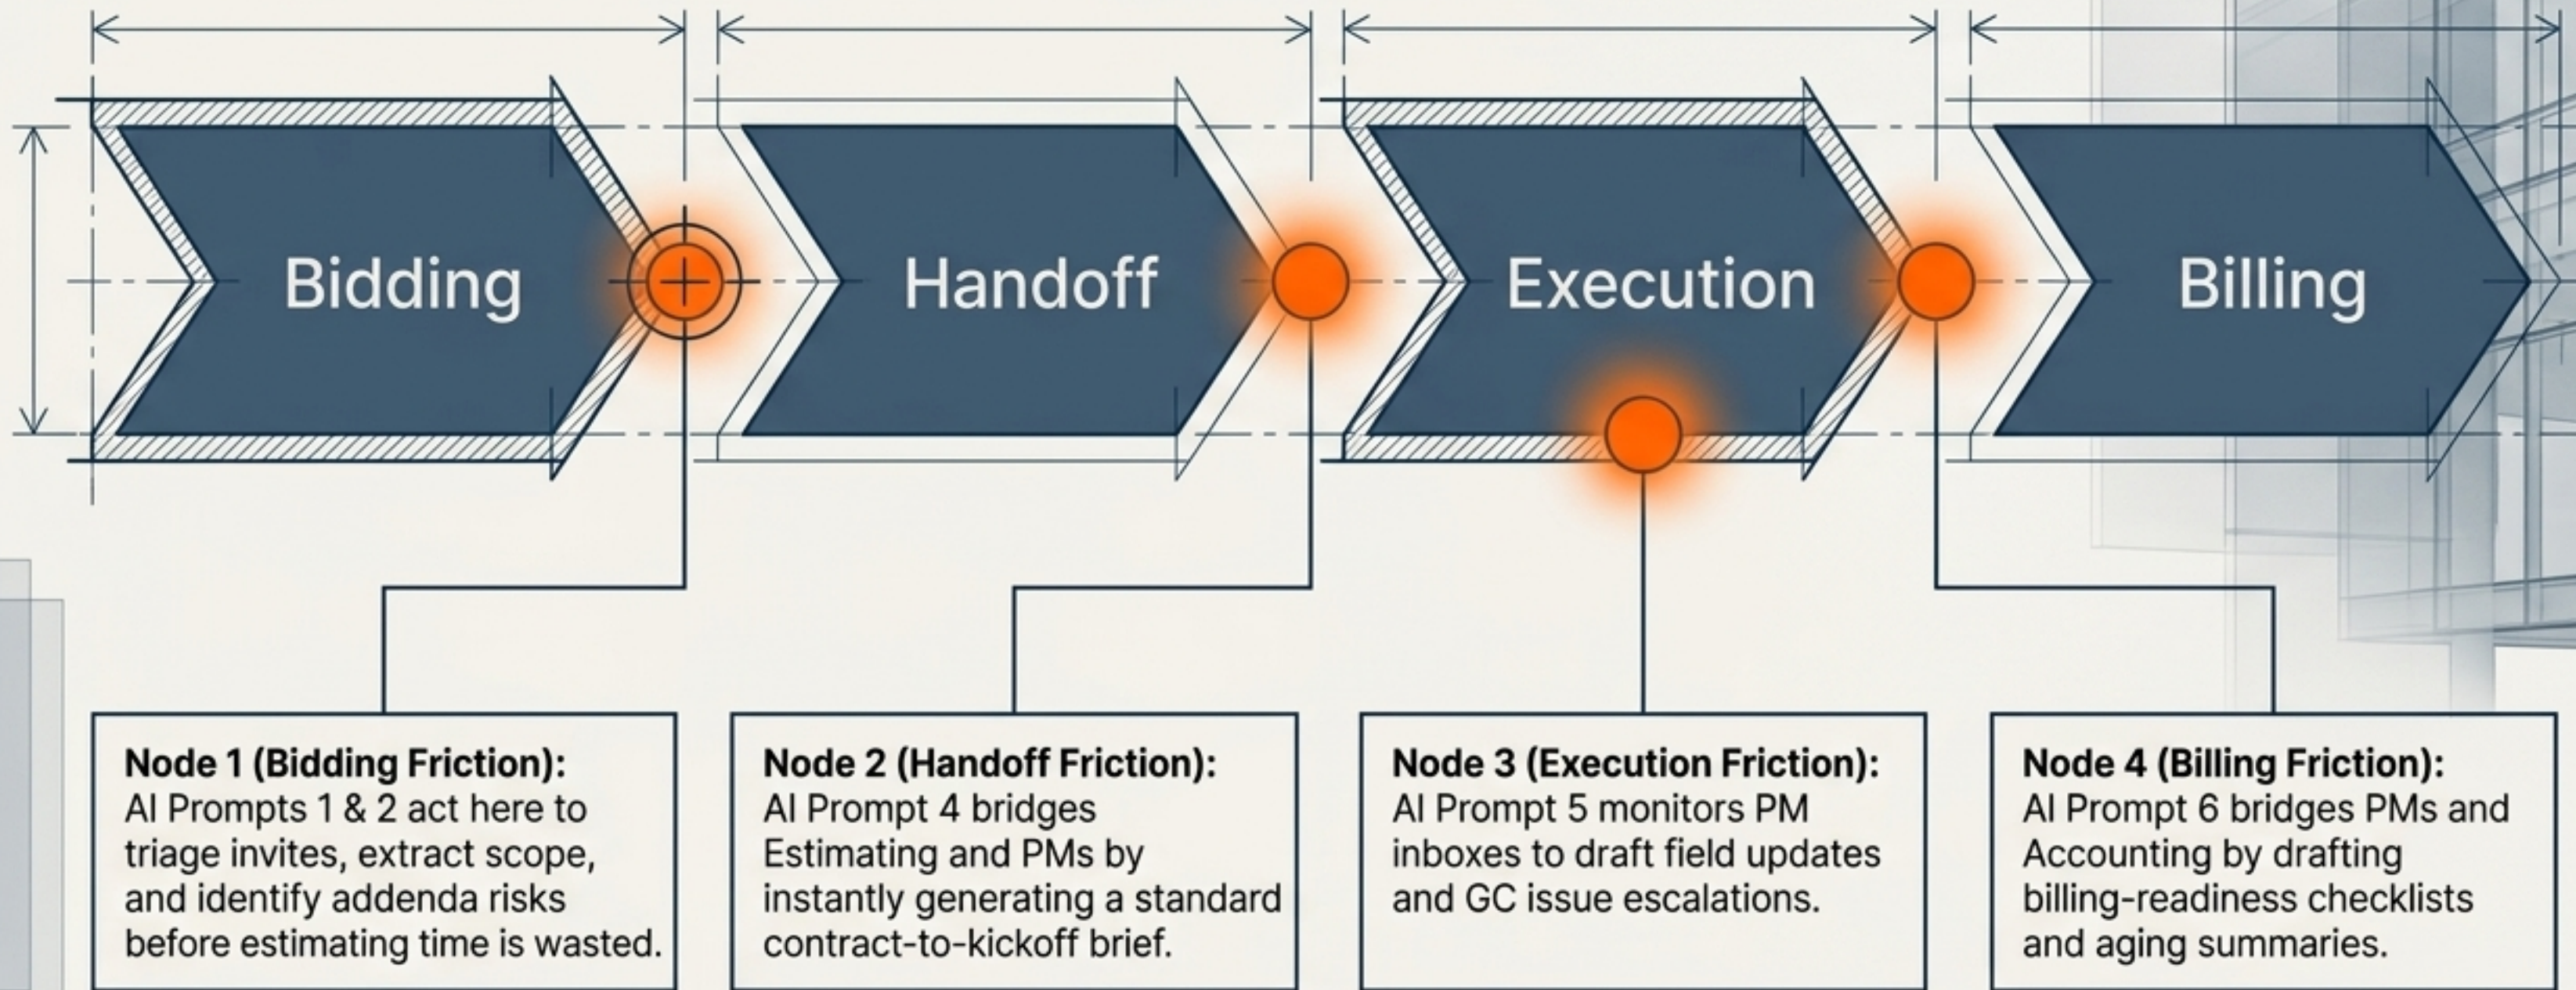 Bidding
Handoff
Execution
Billing
Node 1 (Bidding Friction):
AI Prompts 1 & 2 act here to
triage invites, extract scope,
and identify addenda risks
before estimating time is wasted.
Node 2 (Handoff Friction):
AI Prompt 4 bridges
Estimating and PMs by
instantly generating a standard
contract-to-kickoff brief.
Node 3 (Execution Friction):
AI Prompt 5 monitors PM
inboxes to draft field updates
and GC issue escalations.
Node 4 (Billing Friction):
AI Prompt 6 bridges PMs and
Accounting by drafting
billing-readiness checklists
and aging summaries.